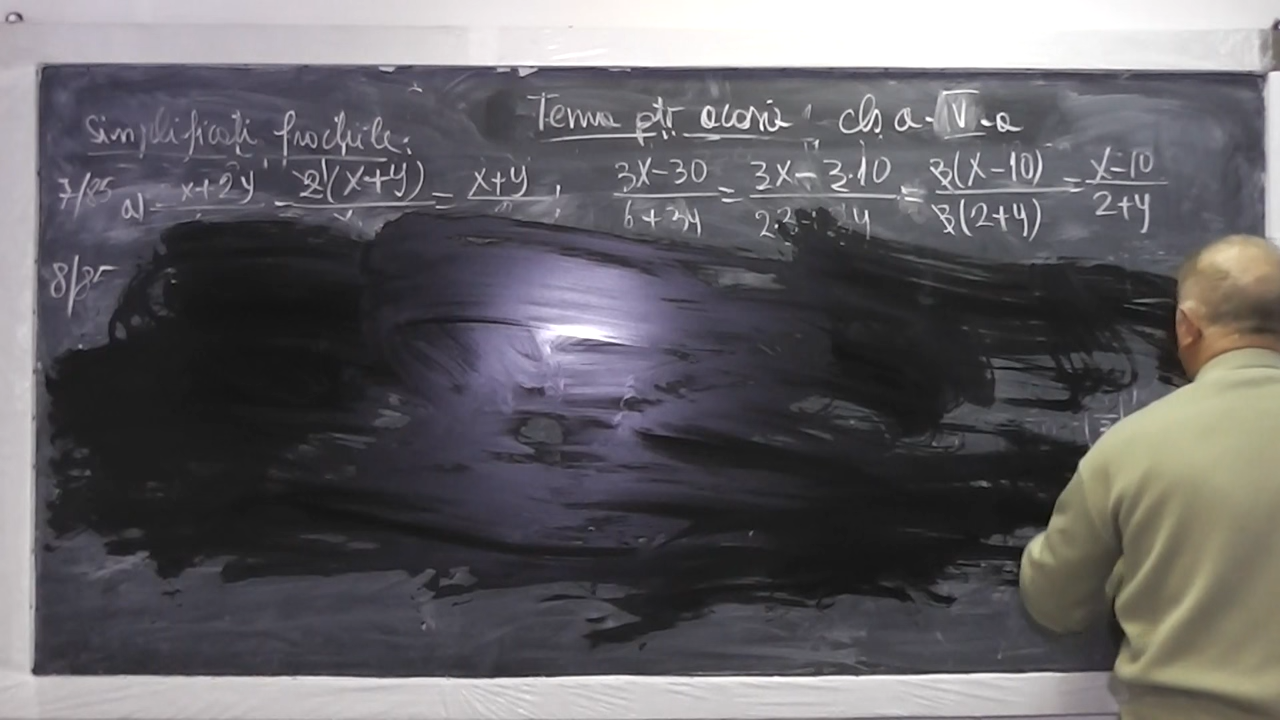 Tema ptr acasă cls a-IV-a
Simplificați fracțiile:
7/85 a) x+2y = 2(x+y) = x+y ; 3x-30 / 6+3y = 3x-3·10 = 3(x-10) / 3(2+y) = x-10 / 2+y
8/85